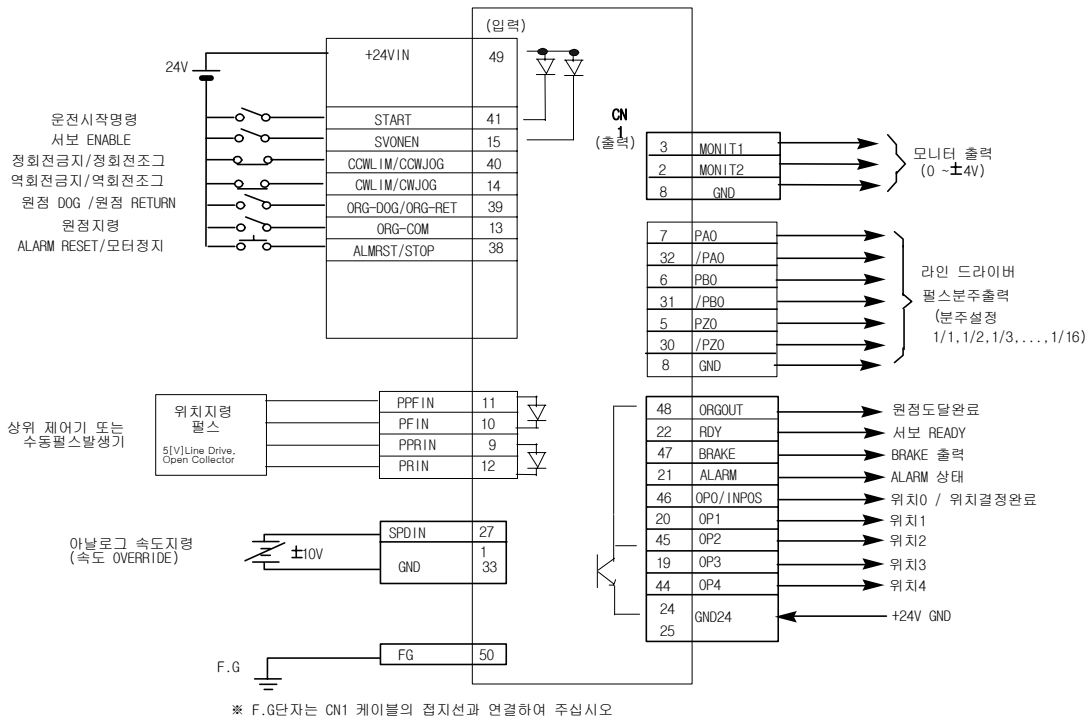 (입력)
24V
+24VIN 49
운전시작명령 START 41
서보 ENABLE SVONEN 15
정회전금지/정회전조그 CCWLIM/CCWJOG 40
역회전금지/역회전조그 CWLIM/CWJOG 14
원점 DOG /원점 RETURN ORG-DOG/ORG-RET 39
원점지령 ORG-COM 13
ALARM RESET/모터정지 ALMRST/STOP 38
상위 제어기 또는
수동펄스발생기
위치지령
펄스
5[V]Line Drive,
Open Collector
PPFIN 11
PFIN 10
PPRIN 9
PRIN 12
아날로그 속도지령
(속도 OVERRIDE)
±10V
SPDIN 27
1
GND 33
F.G
FG 50
CN
1
(출력)
3 MONIT1
2 MONIT2
8 GND
모니터 출력
(0 ~±4V)
7 PAO
32 /PAO
6 PBO
31 /PBO
5 PZO
30 /PZO
8 GND
라인 드라이버
펄스분주출력
(분주설정
1/1,1/2,1/3,...,1/16)
48 ORGOUT 원점도달완료
22 RDY 서보 READY
47 BRAKE BRAKE 출력
21 ALARM ALARM 상태
46 OP0/INPOS 위치0 / 위치결정완료
20 OP1 위치1
45 OP2 위치2
19 OP3 위치3
44 OP4 위치4
24
GND24 +24V GND
25
※ F.G단자는 CN1 케이블의 접지선과 연결하여 주십시오